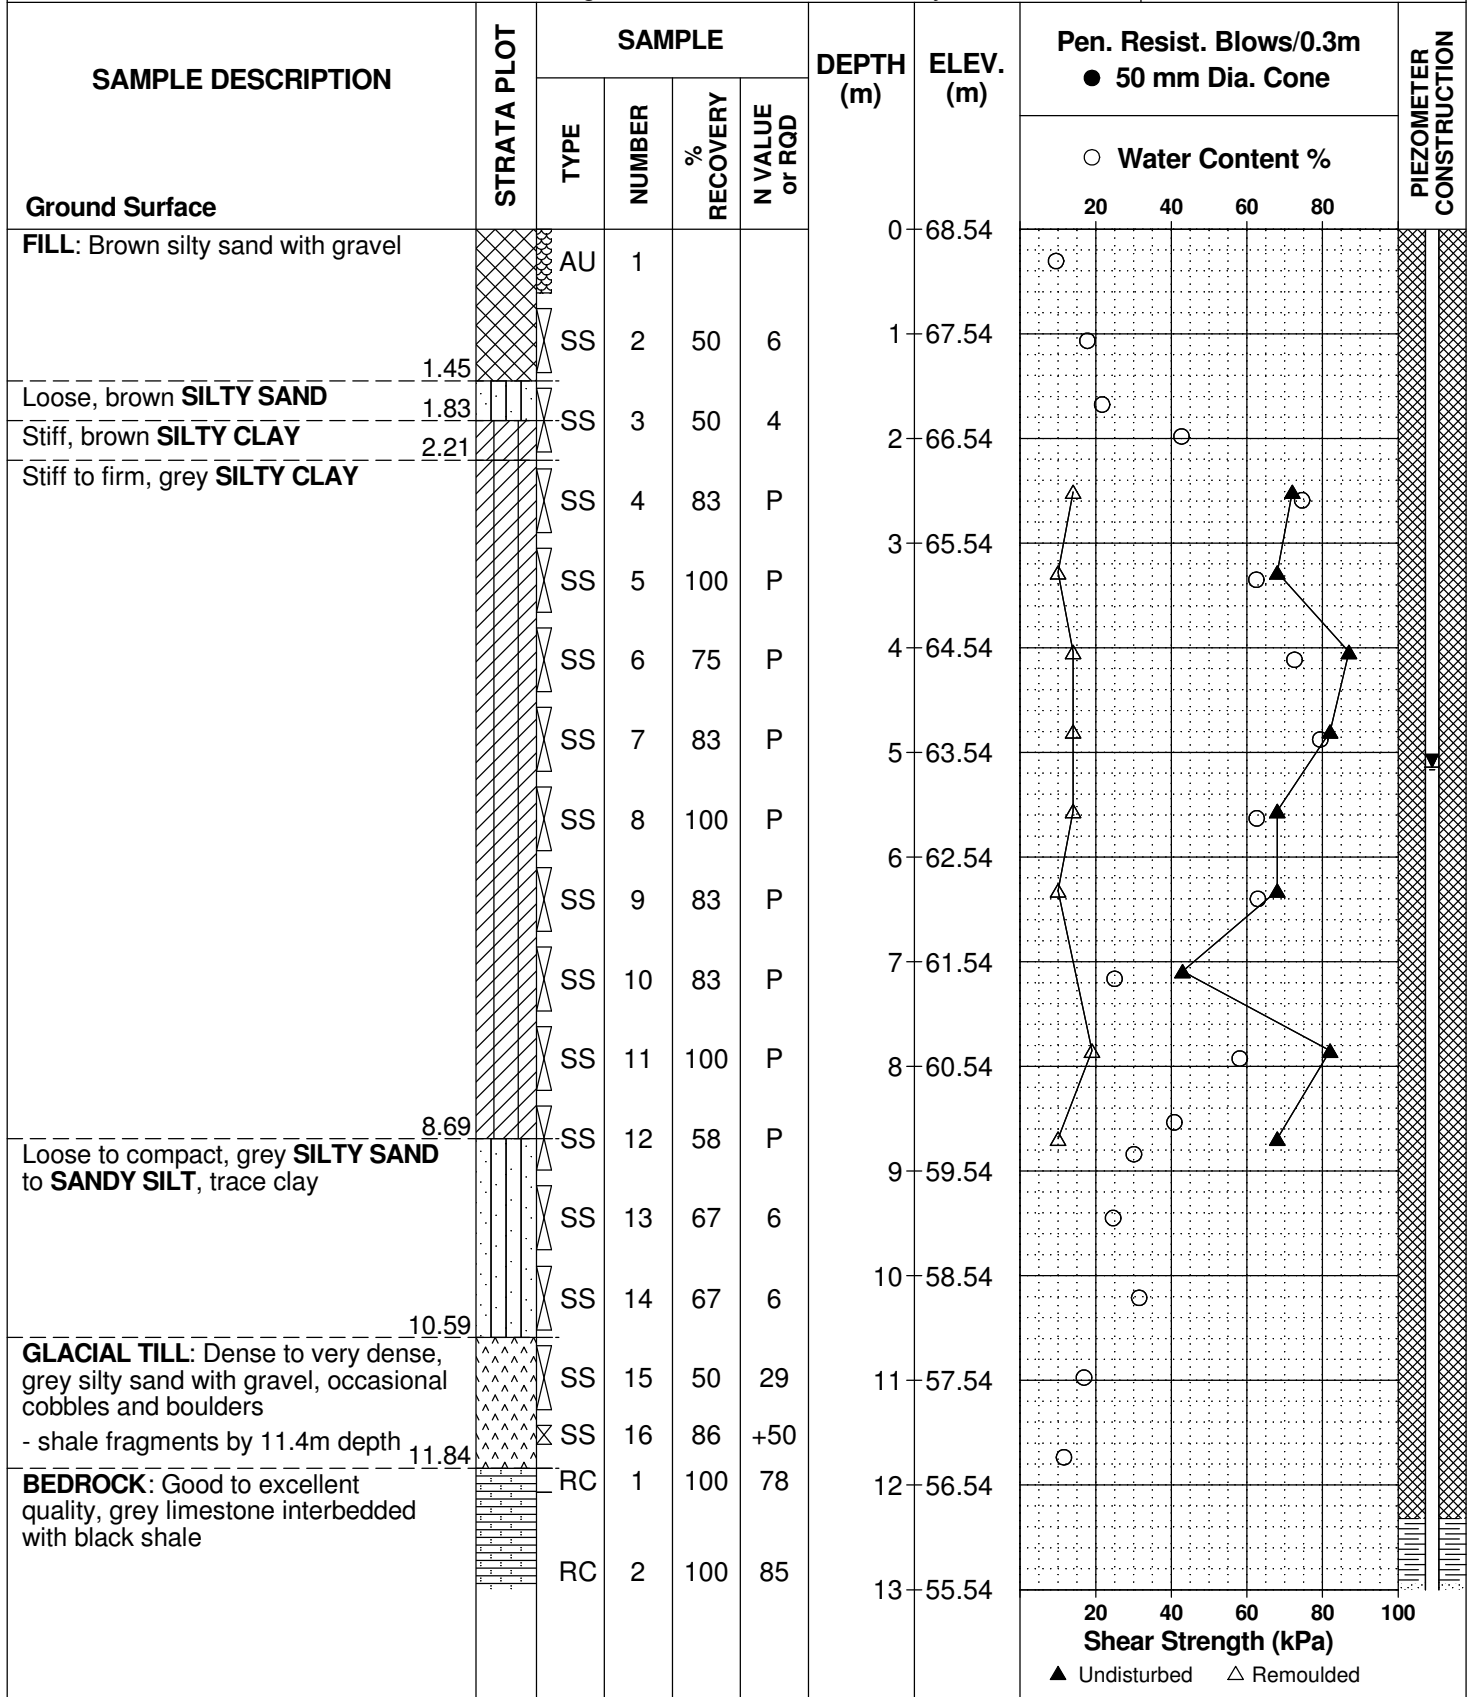 SAMPLE DESCRIPTION
STRATA PLOT
SAMPLE
TYPE
NUMBER
% RECOVERY
N VALUE or RQD
DEPTH (m)
ELEV. (m)
Pen. Resist. Blows/0.3m
● 50 mm Dia. Cone
○ Water Content %
PIEZOMETER CONSTRUCTION
20 40 60 80
Ground Surface
0 68.54
FILL: Brown silty sand with gravel
AU 1
1 67.54
SS 2 50 6
1.45
Loose, brown SILTY SAND
1.83
SS 3 50 4
Stiff, brown SILTY CLAY
2 66.54
2.21
Stiff to firm, grey SILTY CLAY
SS 4 83 P
3 65.54
SS 5 100 P
4 64.54
SS 6 75 P
SS 7 83 P
5 63.54
SS 8 100 P
6 62.54
SS 9 83 P
7 61.54
SS 10 83 P
SS 11 100 P
8 60.54
8.69
SS 12 58 P
Loose to compact, grey SILTY SAND
to SANDY SILT, trace clay
9 59.54
SS 13 67 6
10 58.54
SS 14 67 6
10.59
GLACIAL TILL: Dense to very dense,
grey silty sand with gravel, occasional
cobbles and boulders
SS 15 50 29
11 57.54
- shale fragments by 11.4m depth
SS 16 86 +50
11.84
BEDROCK: Good to excellent
quality, grey limestone interbedded
with black shale
RC 1 100 78
12 56.54
RC 2 100 85
13 55.54
20 40 60 80 100
Shear Strength (kPa)
▲ Undisturbed △ Remoulded